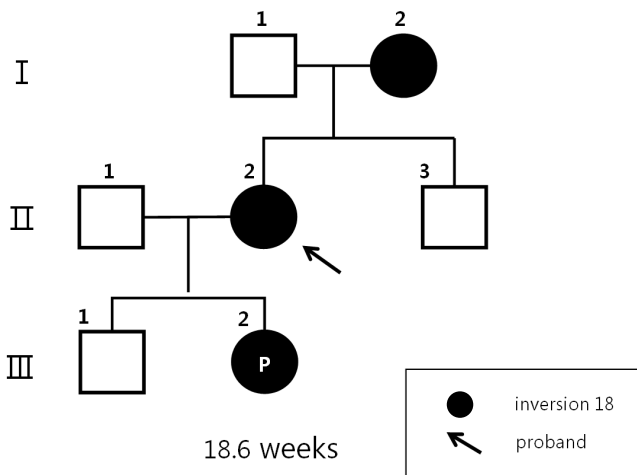 1 2
I
1 2 3
II
1 2
III
P
18.6 weeks
inversion 18
proband